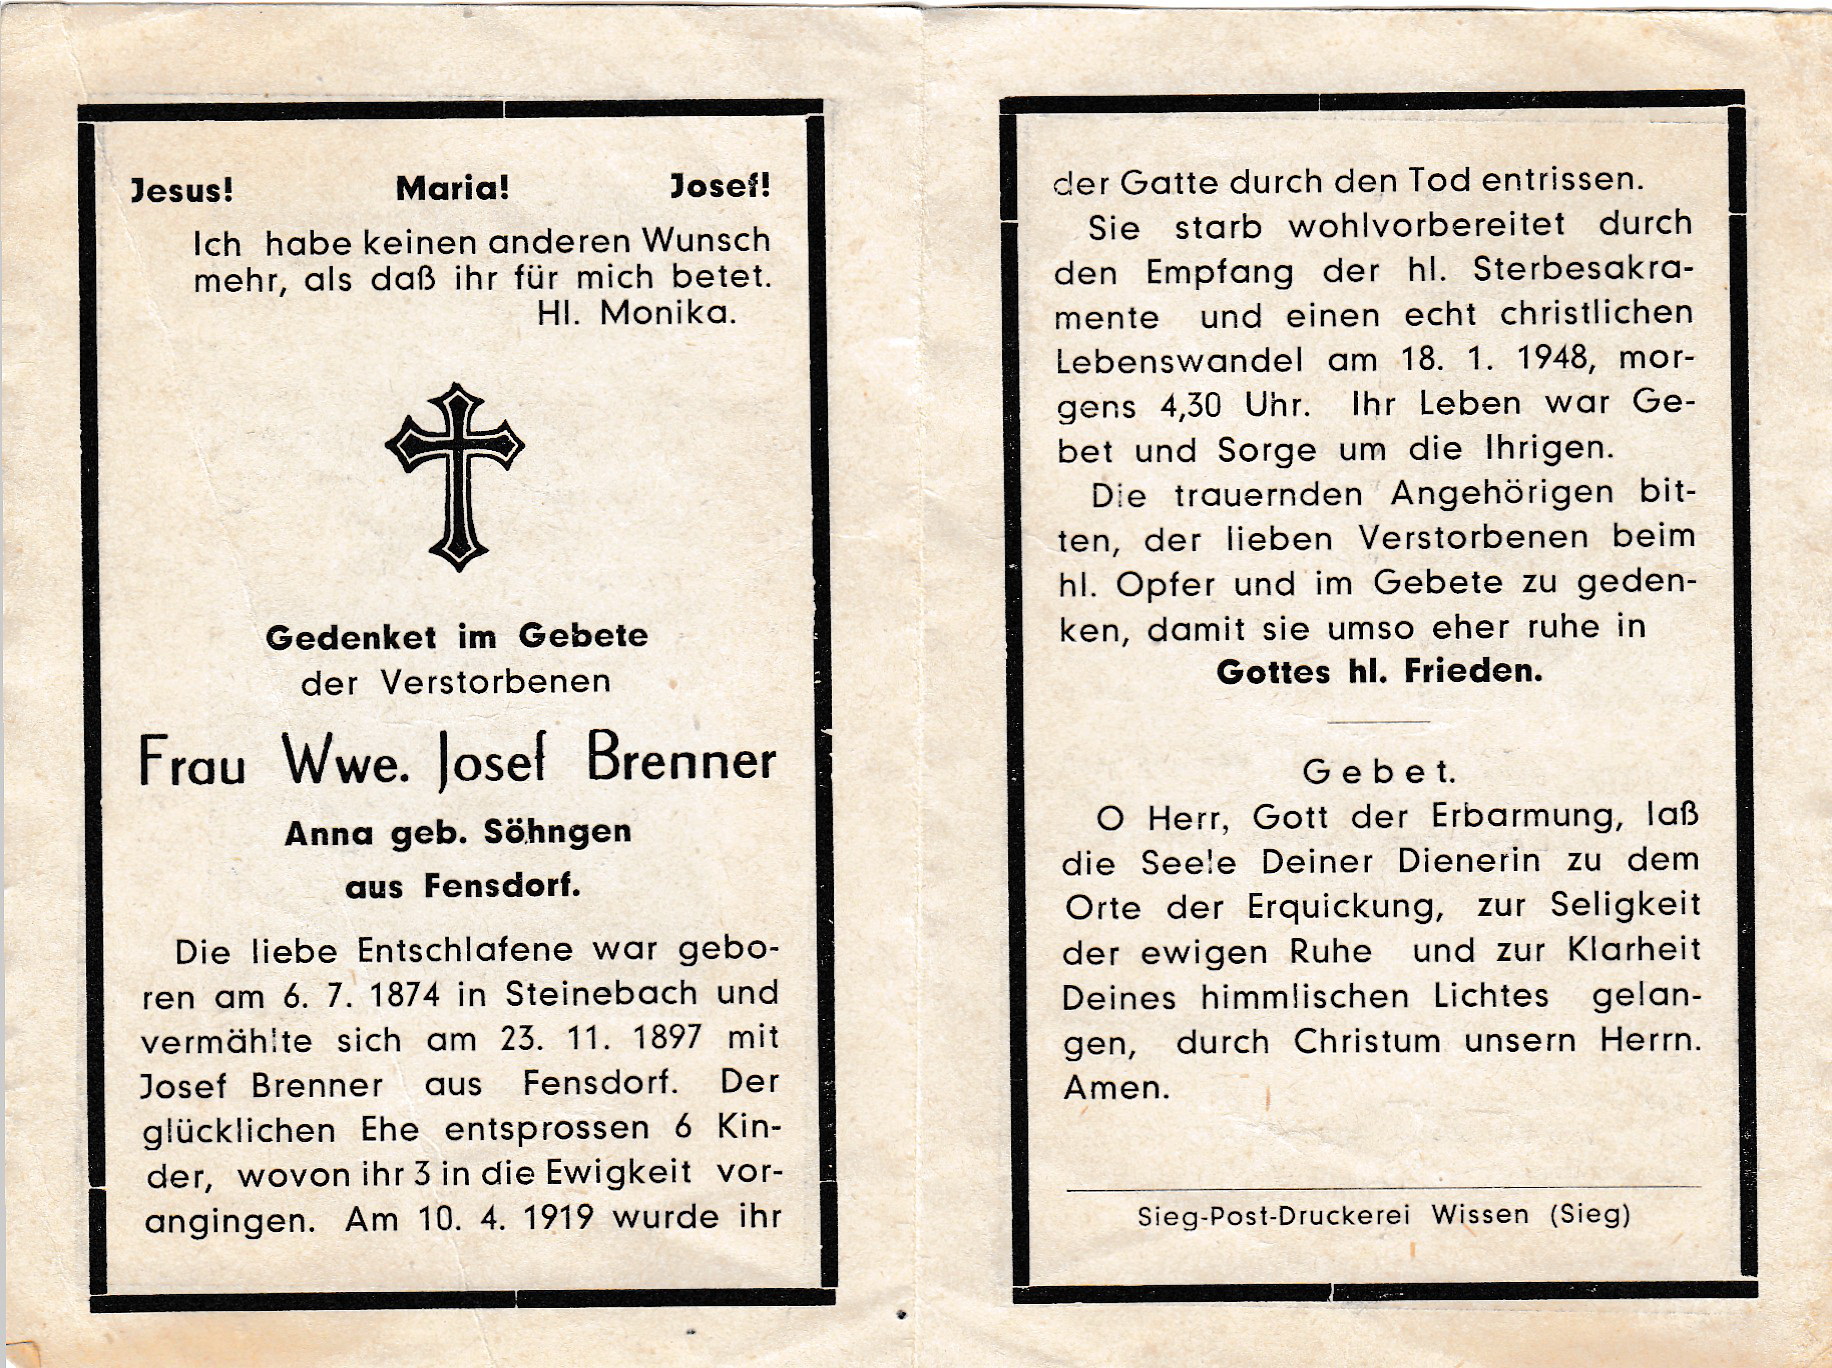 Jesus! Maria! Josef!
Ich habe keinen anderen Wunsch
mehr, als daß ihr für mich betet.
Hl. Monika.
Gedenket im Gebete
der Verstorbenen
Frau Wwe. Josef Brenner
Anna geb. Söhngen
aus Fensdorf.
Die liebe Entschlafene war gebo-
ren am 6. 7. 1874 in Steinebach und
vermählte sich am 23. 11. 1897 mit
Josef Brenner aus Fensdorf. Der
glücklichen Ehe entsprossen 6 Kin-
der, wovon ihr 3 in die Ewigkeit vor-
angingen. Am 10. 4. 1919 wurde ihr
der Gatte durch den Tod entrissen.
Sie starb wohlvorbereitet durch
den Empfang der hl. Sterbesakra-
mente und einen echt christlichen
Lebenswandel am 18. 1. 1948, mor-
gens 4,30 Uhr. Ihr Leben war Ge-
bet und Sorge um die Ihrigen.
Die trauernden Angehörigen bit-
ten, der lieben Verstorbenen beim
hl. Opfer und im Gebete zu geden-
ken, damit sie umso eher ruhe in
Gottes hl. Frieden.
Gebet.
O Herr, Gott der Erbarmung, laß
die Seele Deiner Dienerin zu dem
Orte der Erquickung, zur Seligkeit
der ewigen Ruhe und zur Klarheit
Deines himmlischen Lichtes gelan-
gen, durch Christum unsern Herrn.
Amen.
Sieg-Post-Druckerei Wissen (Sieg)